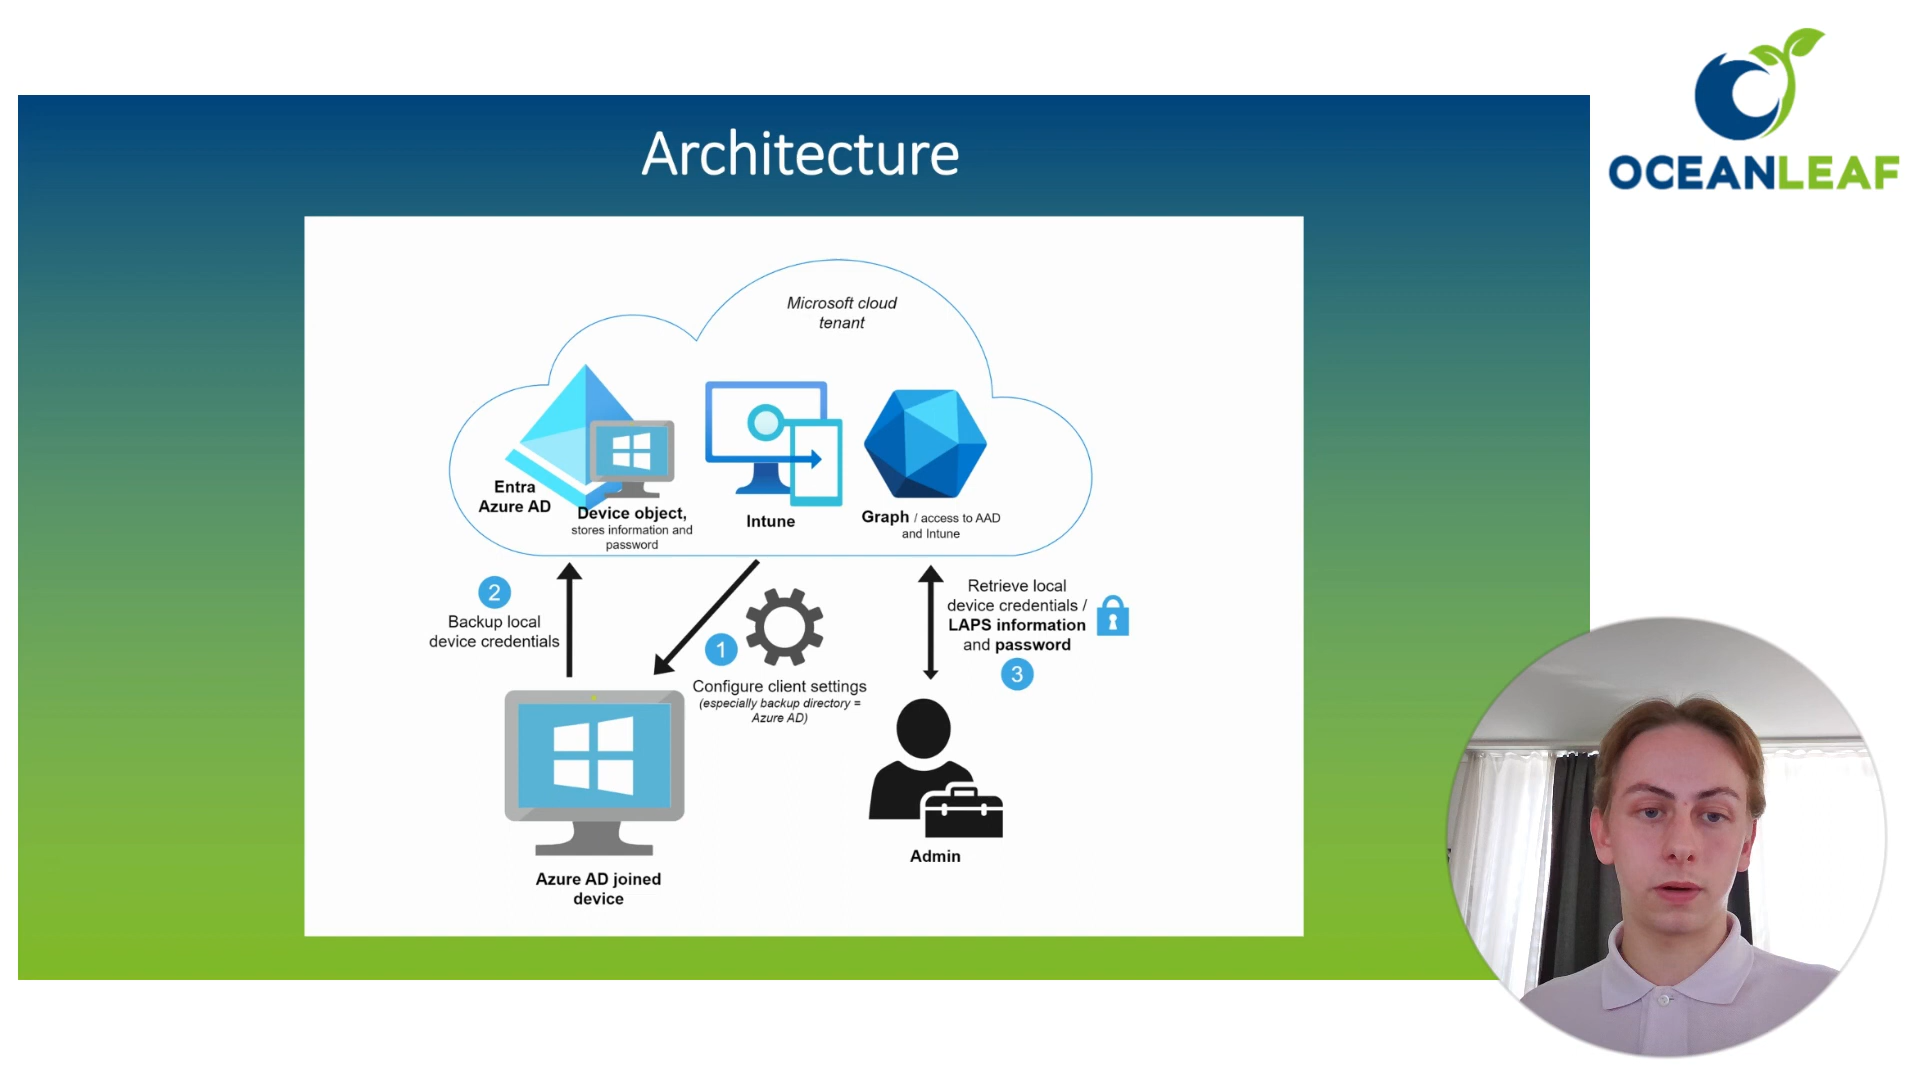 Architecture
OCEANLEAF
Microsoft cloud
tenant
Entra
Azure AD
Device object,
stores information and
password
Intune
Graph / access to AAD
and Intune
2
Backup local
device credentials
1
Configure client settings
(especially backup directory =
Azure AD)
Retrieve local
device credentials /
LAPS information
and password
3
Azure AD joined
device
Admin